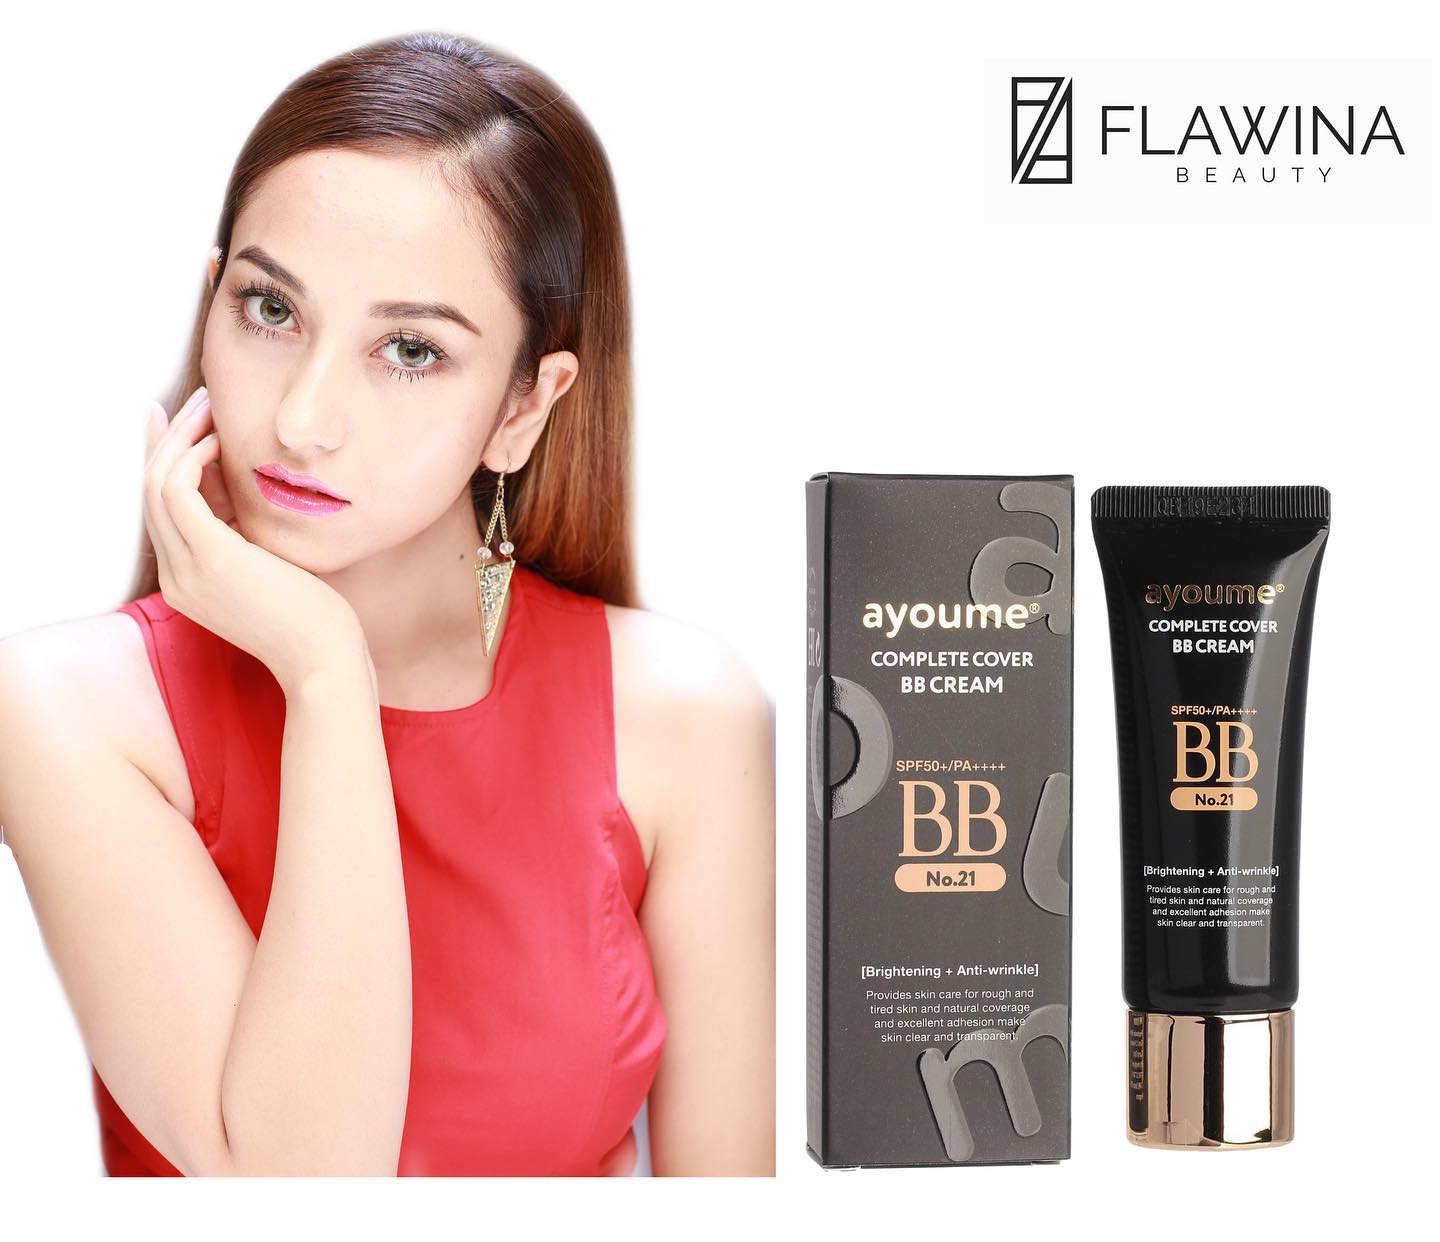 FLAWINA
BEAUTY
ayoume®
COMPLETE COVER
BB CREAM
SPF50+/PA++++
BB
No.21
[Brightening + Anti-wrinkle]
Provides skin care for rough and
tired skin and natural coverage
and excellent adhesion make
skin clear and transparent.
ayoume®
COMPLETE COVER
BB CREAM
SPF50+/PA++++
BB
No.21
[Brightening + Anti-wrinkle]
Provides skin care for rough and
tired skin and natural coverage
and excellent adhesion make
skin clear and transparent.